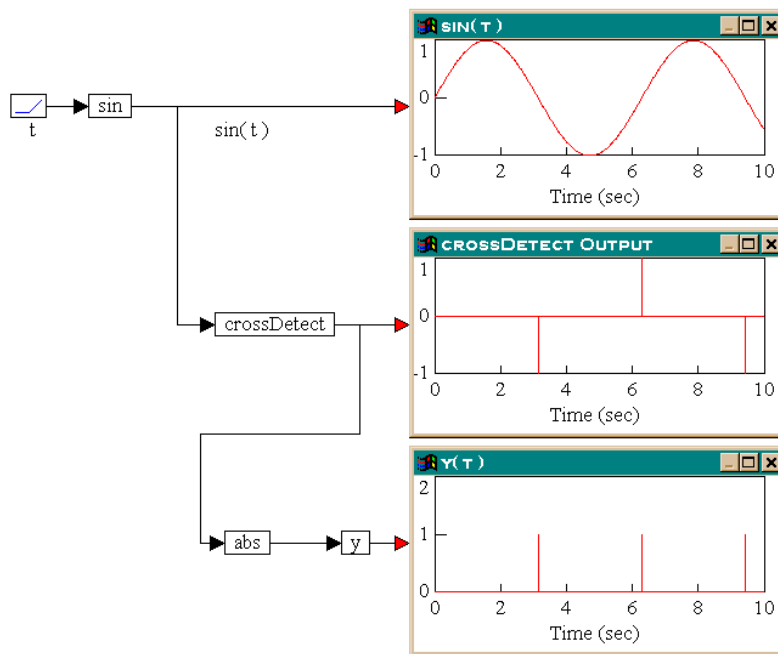 SIN(T)
1
0
-1
0 2 4 6 8 10
Time (sec)
t
sin
sin(t)
CROSSDETECT OUTPUT
1
0
-1
0 2 4 6 8 10
Time (sec)
crossDetect
Y(T)
2
1
0
0 2 4 6 8 10
Time (sec)
abs
y